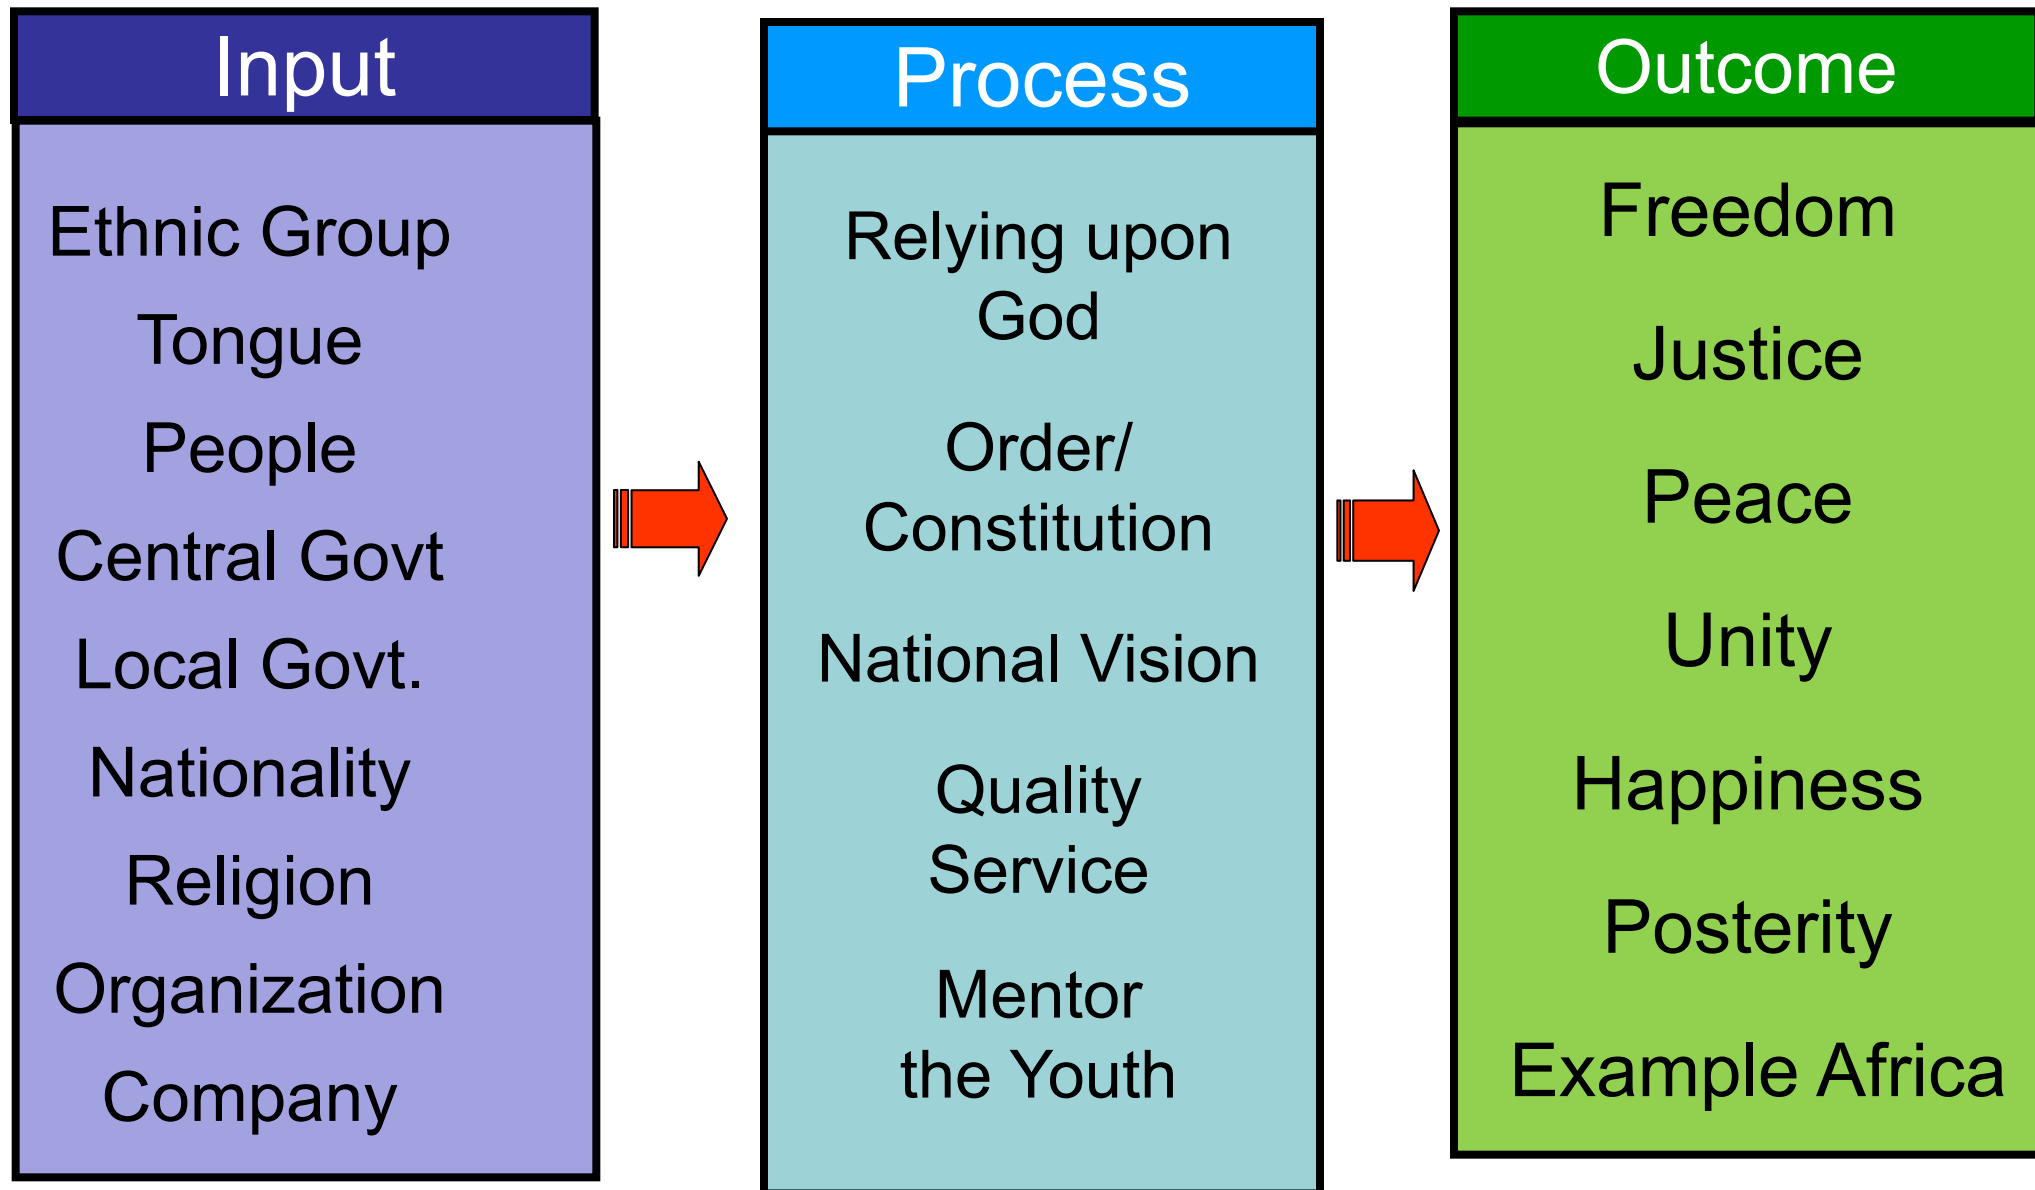 Input
Ethnic Group
Tongue
People
Central Govt
Local Govt.
Nationality
Religion
Organization
Company
Process
Relying upon
God
Order/
Constitution
National Vision
Quality
Service
Mentor
the Youth
Outcome
Freedom
Justice
Peace
Unity
Happiness
Posterity
Example Africa